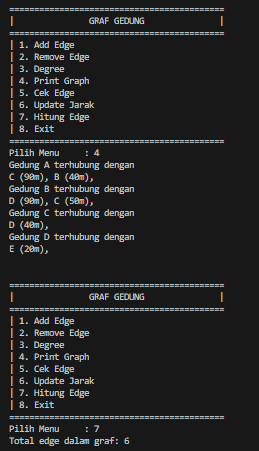 ===========================================
|               GRAF GEDUNG               |
===========================================
| 1. Add Edge
| 2. Remove Edge
| 3. Degree
| 4. Print Graph
| 5. Cek Edge
| 6. Update Jarak
| 7. Hitung Edge
| 8. Exit
===========================================
Pilih Menu     : 4
Gedung A terhubung dengan
C (90m), B (40m),
Gedung B terhubung dengan
D (90m), C (50m),
Gedung C terhubung dengan
D (40m),
Gedung D terhubung dengan
E (20m),
===========================================
|               GRAF GEDUNG               |
===========================================
| 1. Add Edge
| 2. Remove Edge
| 3. Degree
| 4. Print Graph
| 5. Cek Edge
| 6. Update Jarak
| 7. Hitung Edge
| 8. Exit
===========================================
Pilih Menu     : 7
Total edge dalam graf: 6